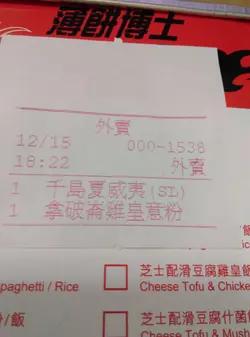 薄餅博士
外賣
12/15 000-1538
18:22 外賣
1 千島夏威夷(SL)
1 拿破崙雞皇意粉
芝士配滑豆腐雞皇飯
paghetti / Rice
Cheese Tofu & Chicke
粉/飯
芝士配滑豆腐什菌飯
Cheese Tofu & Mush